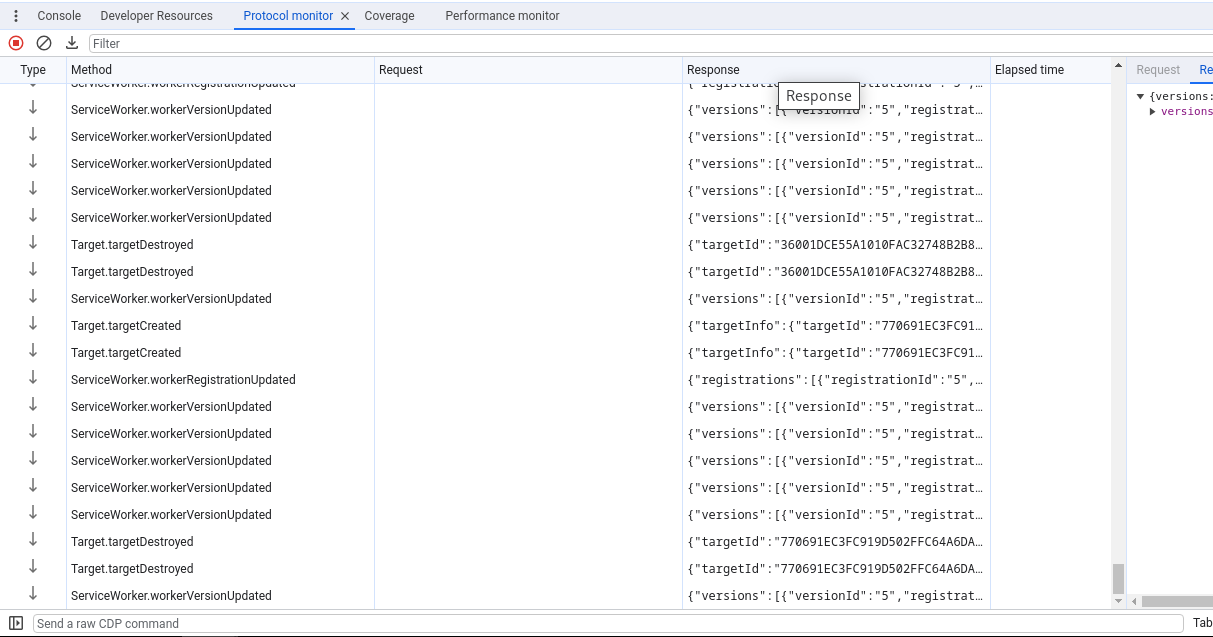 Console Developer Resources Protocol monitor Coverage Performance monitor
Filter
Type Method Request Response Elapsed time Request Re
ServiceWorker.workerRegistrationUpdated
Response
{versions:
ServiceWorker.workerVersionUpdated {"versions":[{"versionId":"5","registrat…
versions
ServiceWorker.workerVersionUpdated {"versions":[{"versionId":"5","registrat…
ServiceWorker.workerVersionUpdated {"versions":[{"versionId":"5","registrat…
ServiceWorker.workerVersionUpdated {"versions":[{"versionId":"5","registrat…
ServiceWorker.workerVersionUpdated {"versions":[{"versionId":"5","registrat…
Target.targetDestroyed {"targetId":"36001DCE55A1010FAC32748B2B8…
Target.targetDestroyed {"targetId":"36001DCE55A1010FAC32748B2B8…
ServiceWorker.workerVersionUpdated {"versions":[{"versionId":"5","registrat…
Target.targetCreated {"targetInfo":{"targetId":"770691EC3FC91…
Target.targetCreated {"targetInfo":{"targetId":"770691EC3FC91…
ServiceWorker.workerRegistrationUpdated {"registrations":[{"registrationId":"5",…
ServiceWorker.workerVersionUpdated {"versions":[{"versionId":"5","registrat…
ServiceWorker.workerVersionUpdated {"versions":[{"versionId":"5","registrat…
ServiceWorker.workerVersionUpdated {"versions":[{"versionId":"5","registrat…
ServiceWorker.workerVersionUpdated {"versions":[{"versionId":"5","registrat…
ServiceWorker.workerVersionUpdated {"versions":[{"versionId":"5","registrat…
Target.targetDestroyed {"targetId":"770691EC3FC919D502FFC64A6DA…
Target.targetDestroyed {"targetId":"770691EC3FC919D502FFC64A6DA…
ServiceWorker.workerVersionUpdated {"versions":[{"versionId":"5","registrat…
Send a raw CDP command Tab